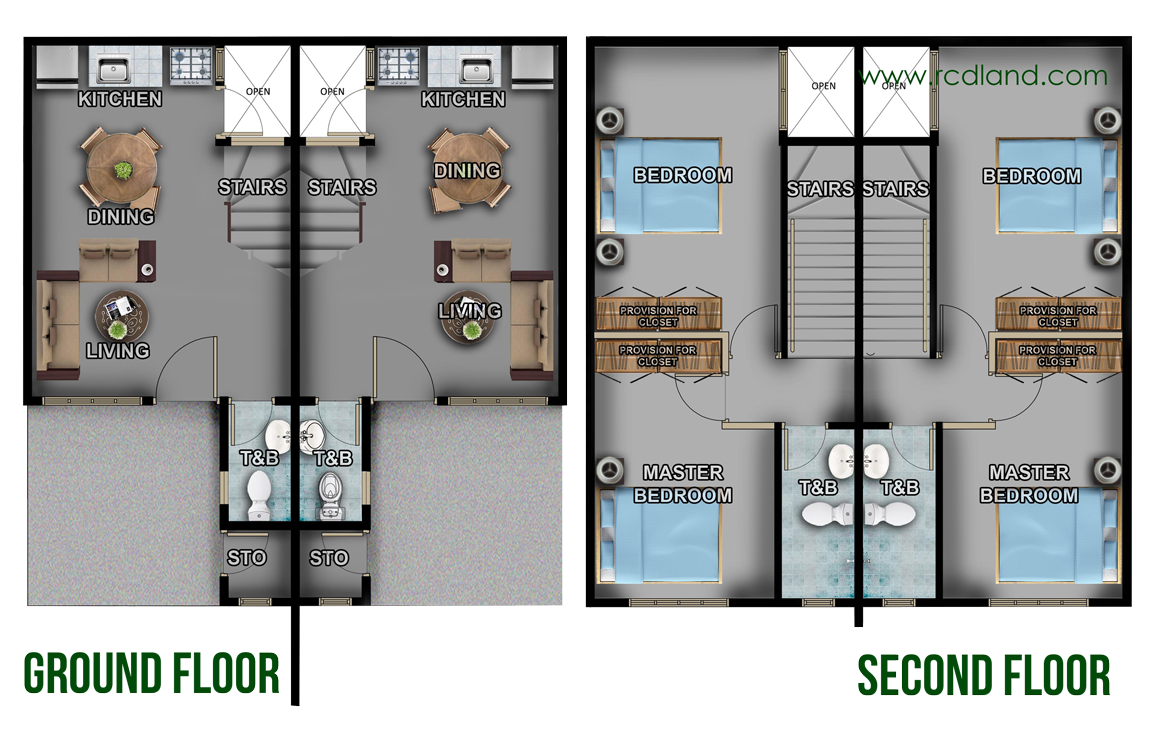 KITCHEN
OPEN
OPEN
KITCHEN
DINING
STAIRS
STAIRS
DINING
LIVING
LIVING
T&B
T&B
STO
STO
GROUND FLOOR
www.rcdland.com
OPEN
OPEN
BEDROOM
STAIRS
STAIRS
BEDROOM
PROVISION FOR
CLOSET
PROVISION FOR
CLOSET
PROVISION FOR
CLOSET
PROVISION FOR
CLOSET
MASTER
BEDROOM
T&B
T&B
MASTER
BEDROOM
SECOND FLOOR